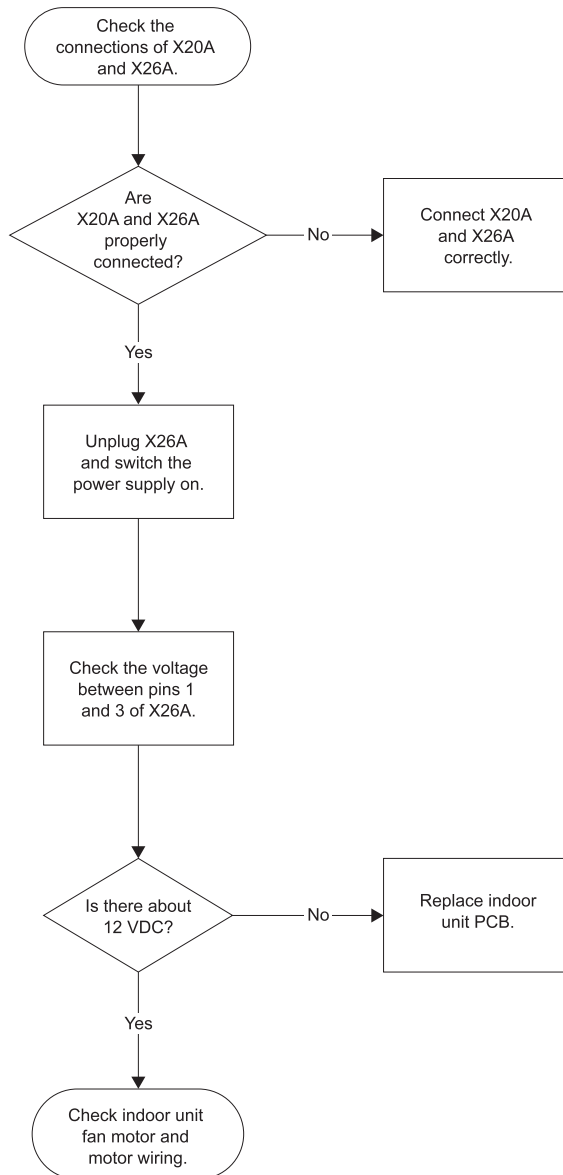 Check the
connections of X20A
and X26A.
Are
X20A and X26A
properly
connected?
No
Connect X20A
and X26A
correctly.
Yes
Unplug X26A
and switch the
power supply on.
Check the voltage
between pins 1
and 3 of X26A.
Is there about
12 VDC?
No
Replace indoor
unit PCB.
Yes
Check indoor unit
fan motor and
motor wiring.